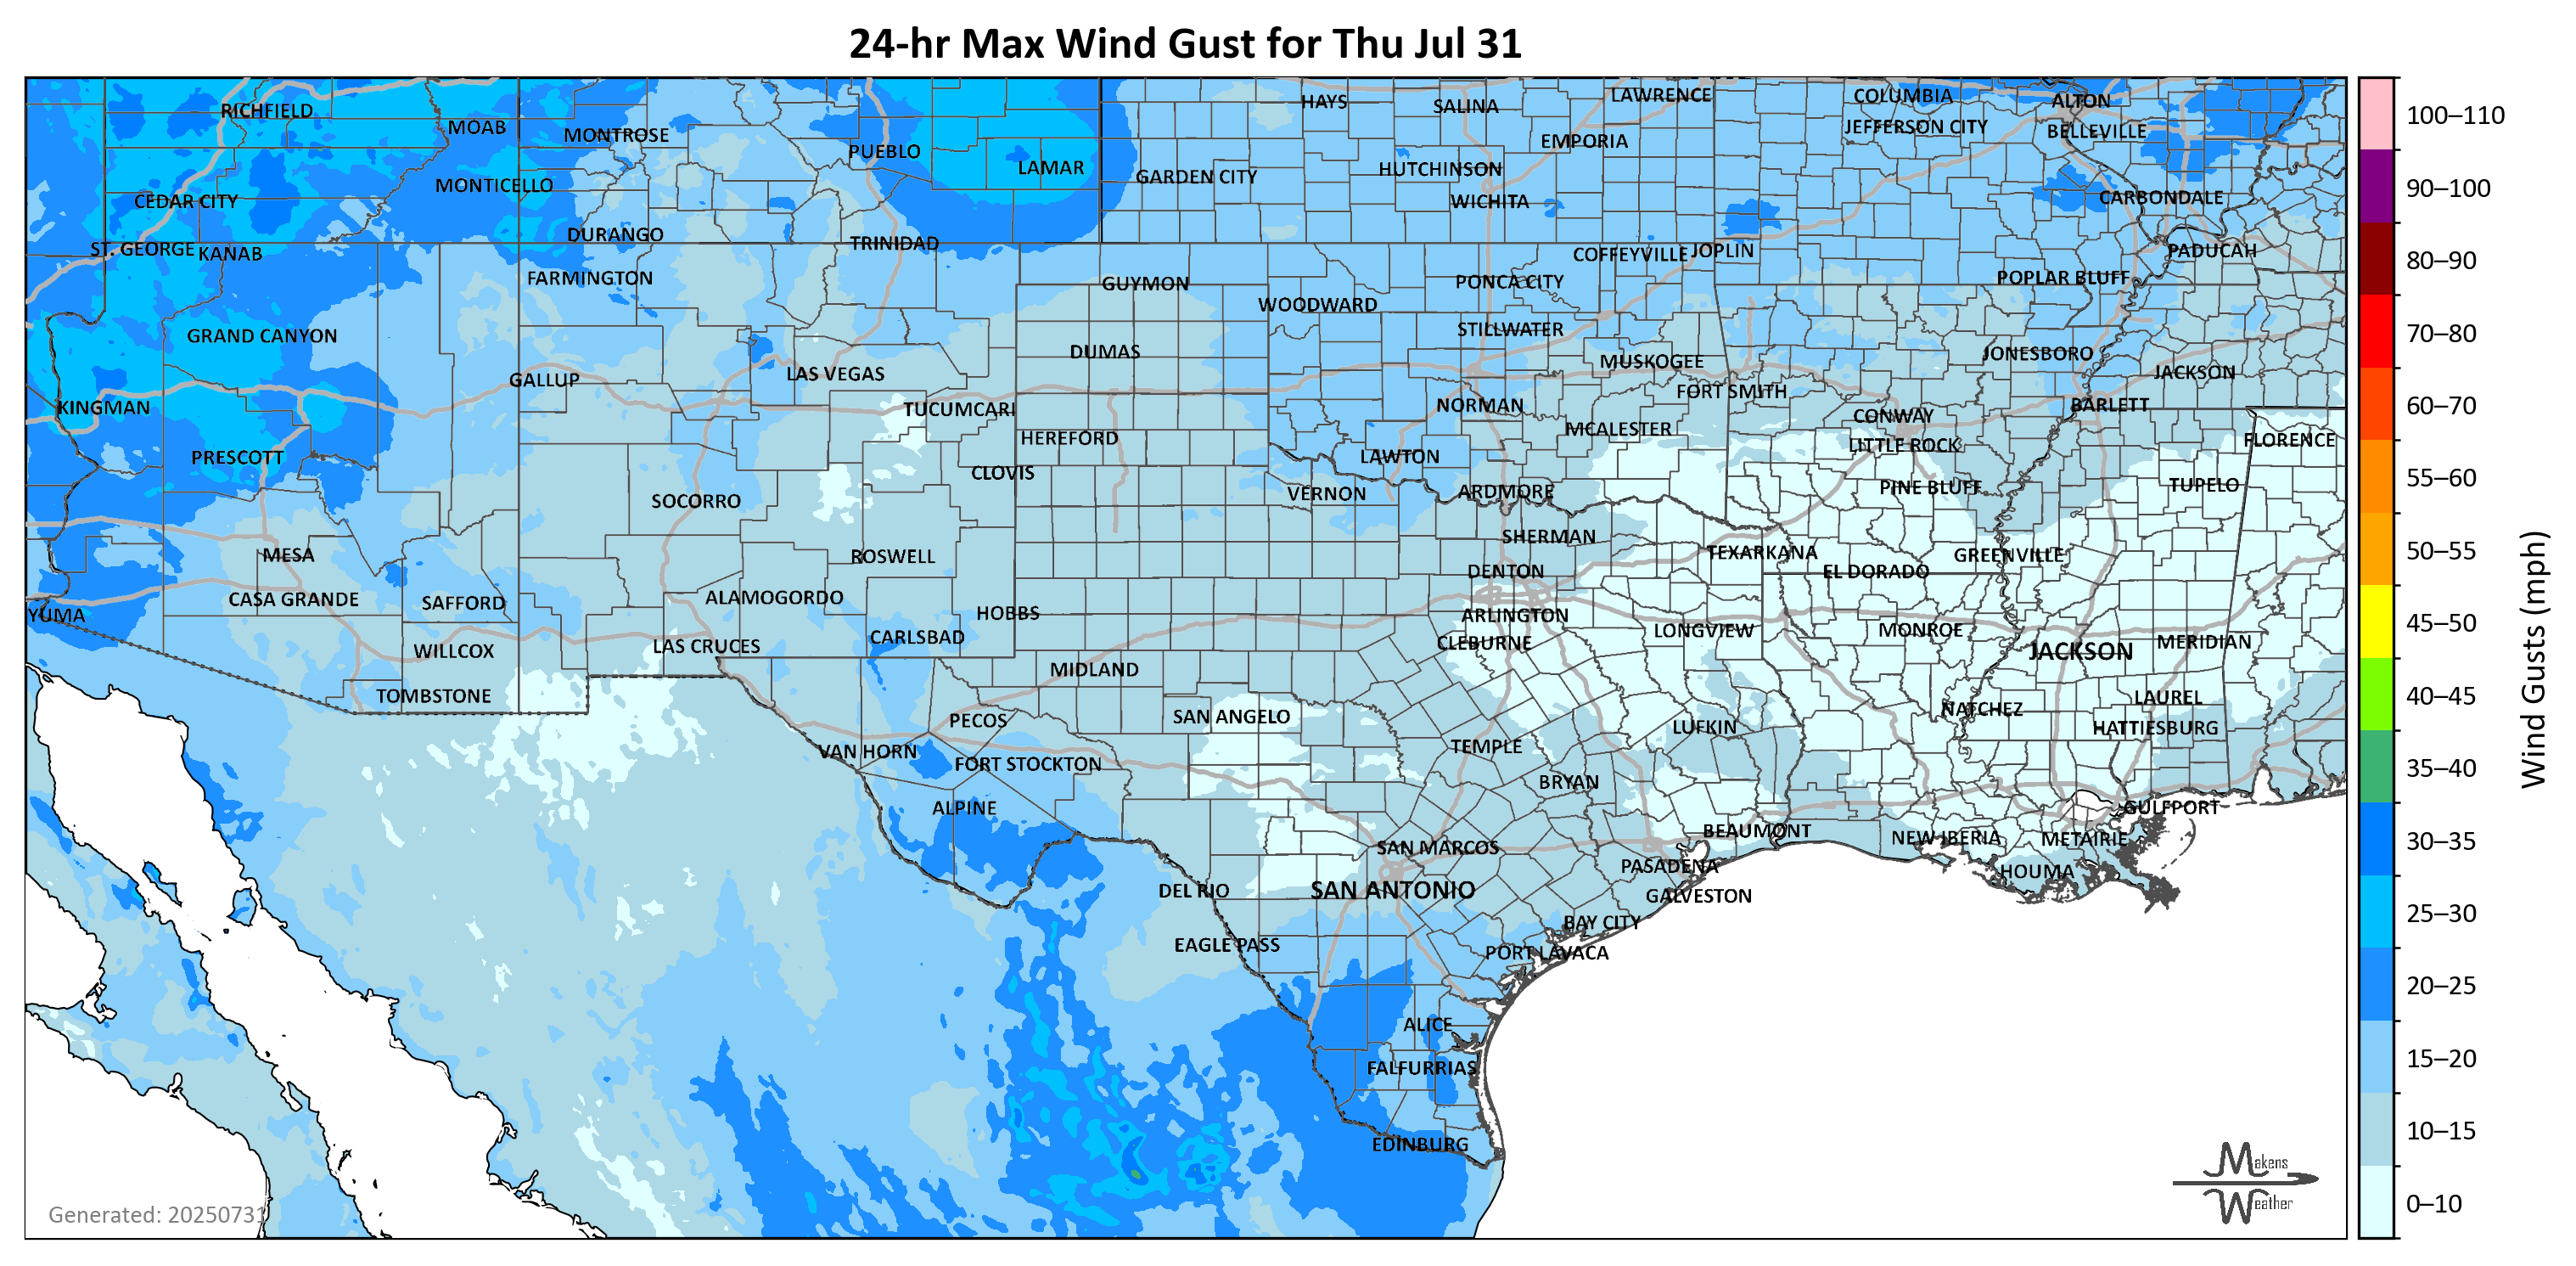 24-hr Max Wind Gust for Thu Jul 31
RICHFIELD
MOAB
MONTROSE
PUEBLO
LAMAR
HAYS
SALINA
LAWRENCE
COLUMBIA
ALTON
EMPORIA
JEFFERSON CITY
BELLEVILLE
GARDEN CITY
HUTCHINSON
MONTICELLO
CEDAR CITY
WICHITA
CARBONDALE
ST. GEORGE
KANAB
DURANGO
TRINIDAD
COFFEYVILLE
JOPLIN
PADUCAH
FARMINGTON
GUYMON
PONCA CITY
POPLAR BLUFF
WOODWARD
GRAND CANYON
STILLWATER
DUMAS
MUSKOGEE
JONESBORO
GALLUP
LAS VEGAS
JACKSON
KINGMAN
TUCUMCARI
NORMAN
FORT SMITH
BARLETT
CONWAY
HEREFORD
MCALESTER
LITTLE ROCK
FLORENCE
PRESCOTT
CLOVIS
LAWTON
SOCORRO
VERNON
ARDMORE
PINE BLUFF
TUPELO
MESA
ROSWELL
SHERMAN
TEXARKANA
GREENVILLE
DENTON
EL DORADO
CASA GRANDE
SAFFORD
ALAMOGORDO
HOBBS
YUMA
ARLINGTON
LAS CRUCES
CARLSBAD
CLEBURNE
LONGVIEW
MONROE
WILLCOX
JACKSON
MERIDIAN
MIDLAND
TOMBSTONE
LAUREL
PECOS
SAN ANGELO
NATCHEZ
LUFKIN
HATTIESBURG
VAN HORN
TEMPLE
FORT STOCKTON
BRYAN
ALPINE
GULFPORT
BEAUMONT
NEW IBERIA
METAIRIE
SAN MARCOS
PASADENA
HOUMA
DEL RIO
SAN ANTONIO
GALVESTON
BAY CITY
EAGLE PASS
PORT LAVACA
ALICE
FALFURRIAS
EDINBURG
Generated: 20250731
Makens
Weather
100–110
90–100
80–90
70–80
60–70
55–60
50–55
45–50
40–45
35–40
30–35
25–30
20–25
15–20
10–15
0–10
Wind Gusts (mph)